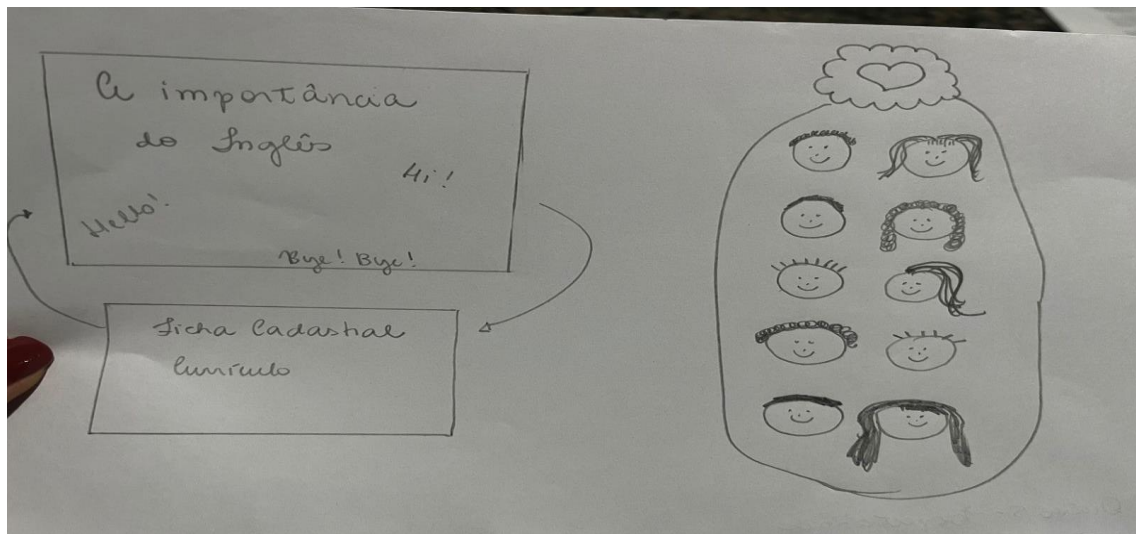 A importância
do Inglês
Hi!
Hello!
Bye! Bye!
Ficha Cadastral
Currículo